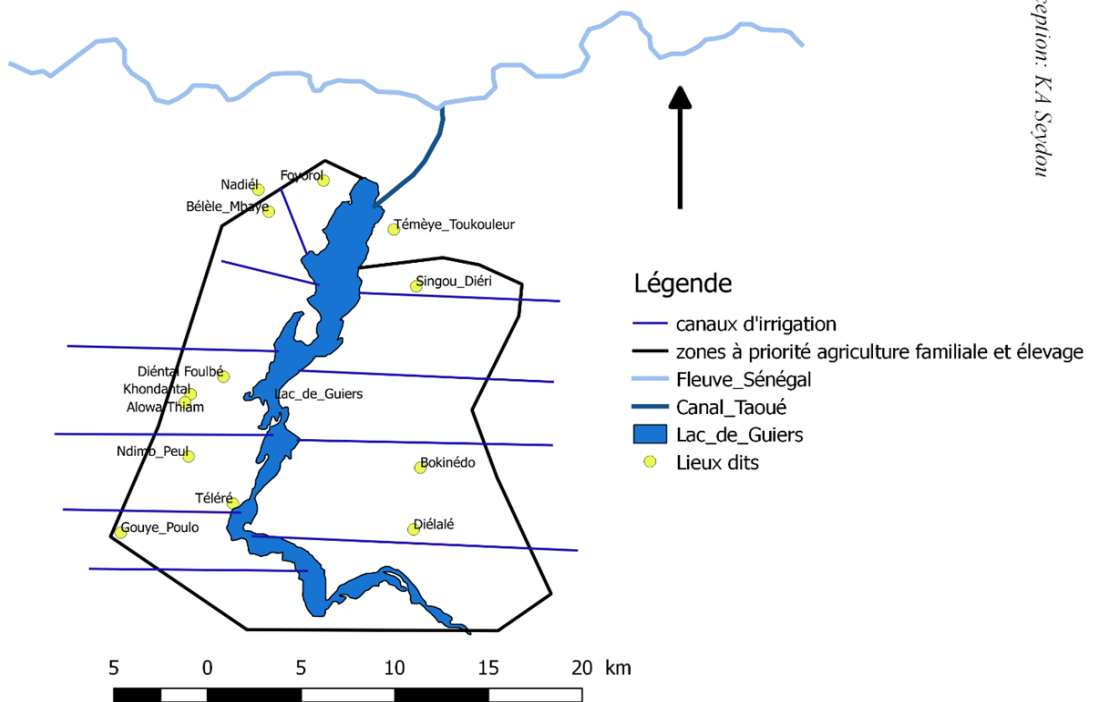 ception: KA Seydou
Foyorol
Nadiél
Bélèle_Mbaye
Témèye_Toukouleur
Singou_Diéri
Légende
canaux d'irrigation
zones à priorité agriculture familiale et élevage
Fleuve_Sénégal
Canal_Taoué
Lac_de_Guiers
Lieux dits
Diéntal Foulbé
Khondantal
Lac_de_Guiers
Alowa Thiam
Ndimo_Peul
Bokinédo
Téléré
Gouye_Poulo
Diélalé
5 0 5 10 15 20 km